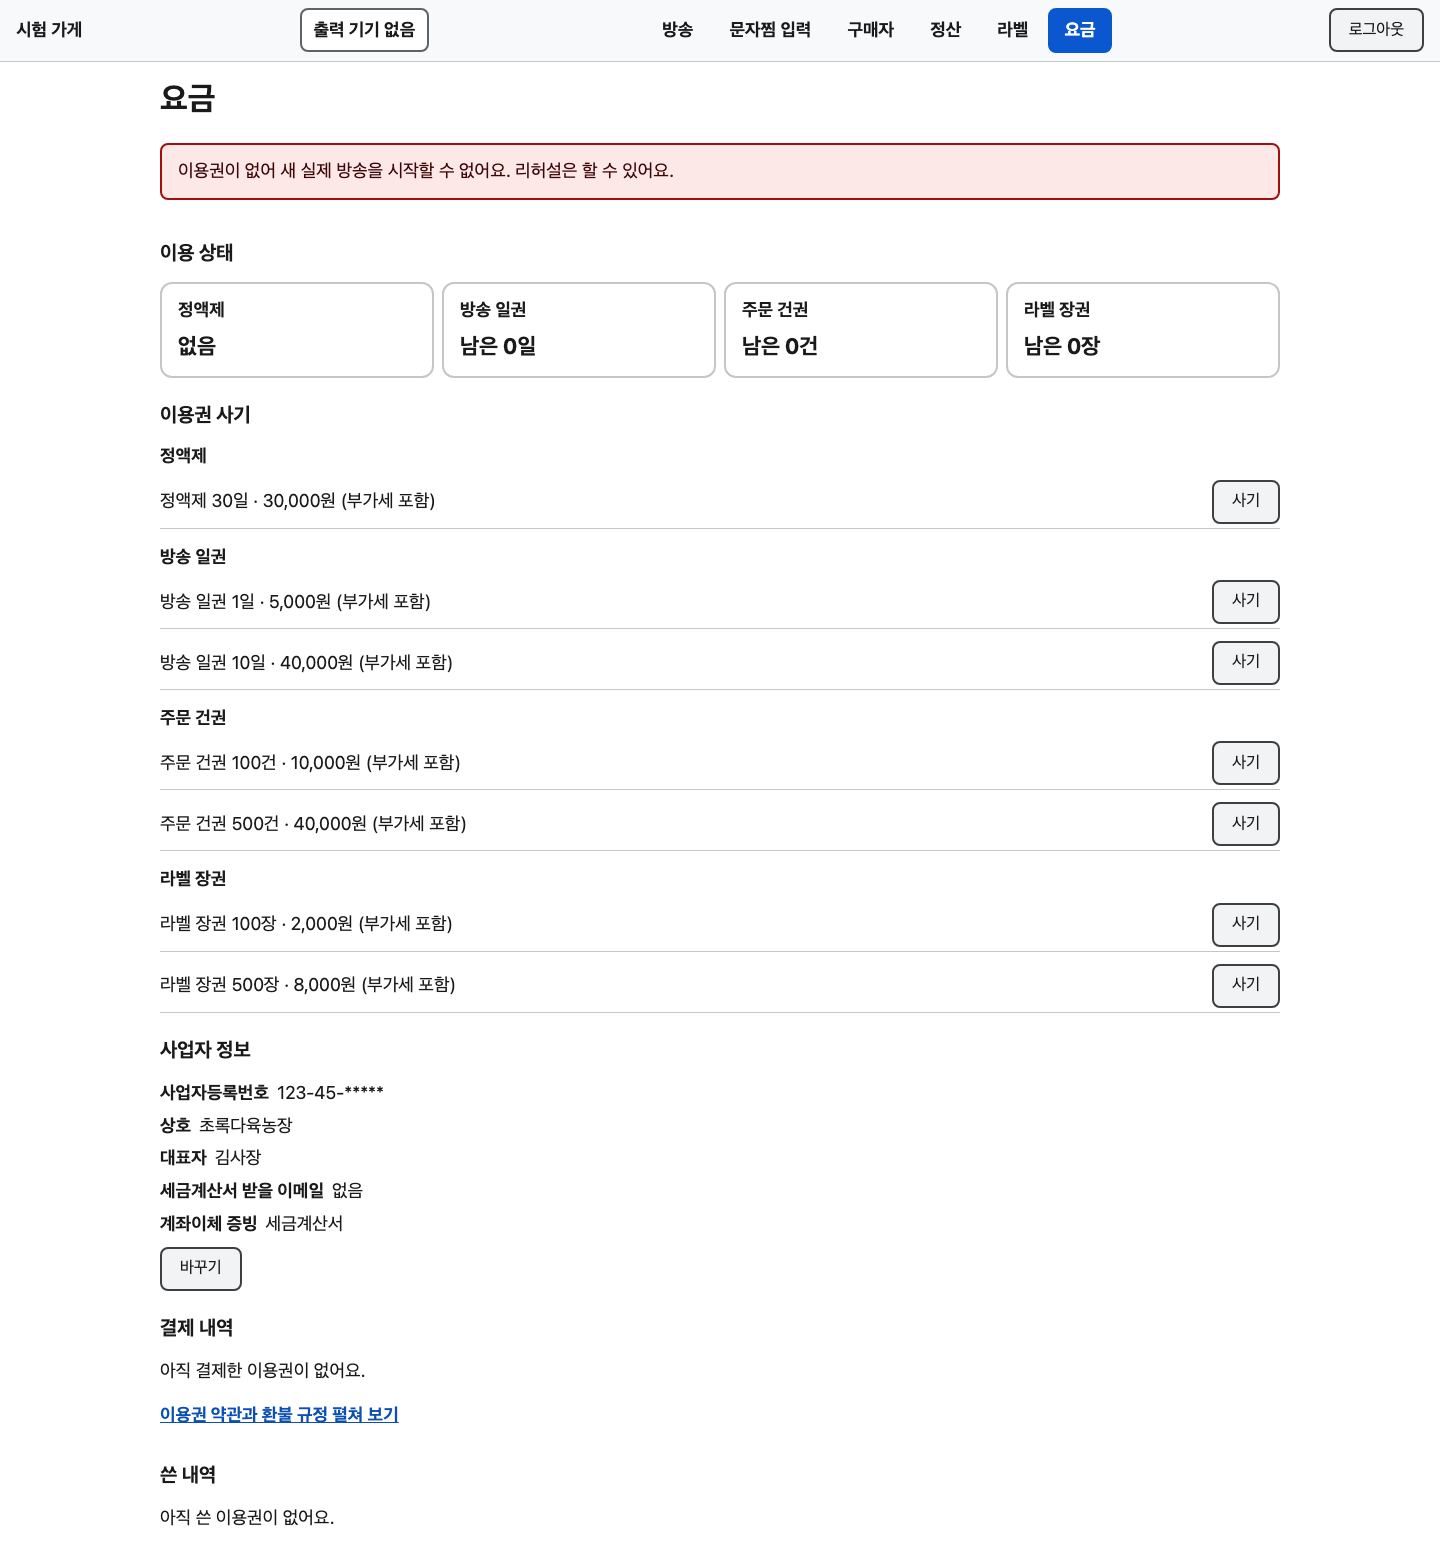 시험 가게
출력 기기 없음
방송
문자찜 입력
구매자
정산
라벨
요금
로그아웃
요금
이용권이 없어 새 실제 방송을 시작할 수 없어요. 리허설은 할 수 있어요.
이용 상태
정액제
없음
방송 일권
남은 0일
주문 건권
남은 0건
라벨 장권
남은 0장
이용권 사기
정액제
정액제 30일 · 30,000원 (부가세 포함)
사기
방송 일권
방송 일권 1일 · 5,000원 (부가세 포함)
사기
방송 일권 10일 · 40,000원 (부가세 포함)
사기
주문 건권
주문 건권 100건 · 10,000원 (부가세 포함)
사기
주문 건권 500건 · 40,000원 (부가세 포함)
사기
라벨 장권
라벨 장권 100장 · 2,000원 (부가세 포함)
사기
라벨 장권 500장 · 8,000원 (부가세 포함)
사기
사업자 정보
사업자등록번호 123-45-*****
상호 초록다육농장
대표자 김사장
세금계산서 받을 이메일 없음
계좌이체 증빙 세금계산서
바꾸기
결제 내역
아직 결제한 이용권이 없어요.
이용권 약관과 환불 규정 펼쳐 보기
쓴 내역
아직 쓴 이용권이 없어요.